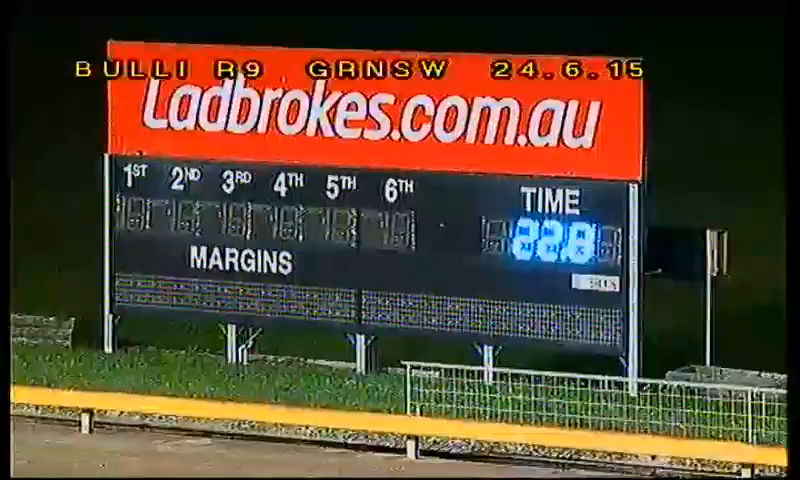 BULLI R9 GRNSW 24.6.15
Ladbrokes.com.au
1ST 2ND 3RD 4TH 5TH 6TH
TIME
MARGINS